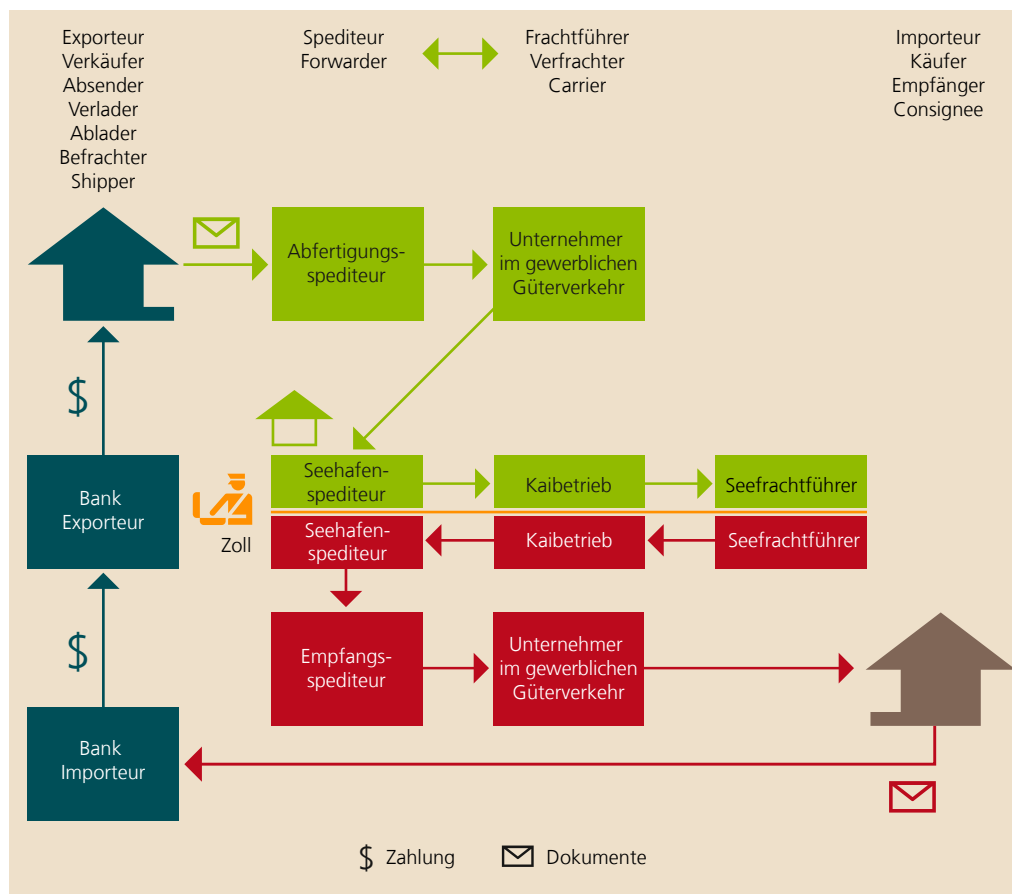 Exporteur
Verkäufer
Absender
Verlader
Ablader
Befrachter
Shipper
Spediteur
Forwarder
Frachtführer
Verfrachter
Carrier
Importeur
Käufer
Empfänger
Consignee
Abfertigungs-
spediteur
Unternehmer
im gewerblichen
Güterverkehr
$
Bank
Exporteur
Zoll
Seehafen-
spediteur
Kaibetrieb
Seefrachtführer
Seehafen-
spediteur
Kaibetrieb
Seefrachtführer
$
Empfangs-
spediteur
Unternehmer
im gewerblichen
Güterverkehr
Bank
Importeur
$ Zahlung
Dokumente